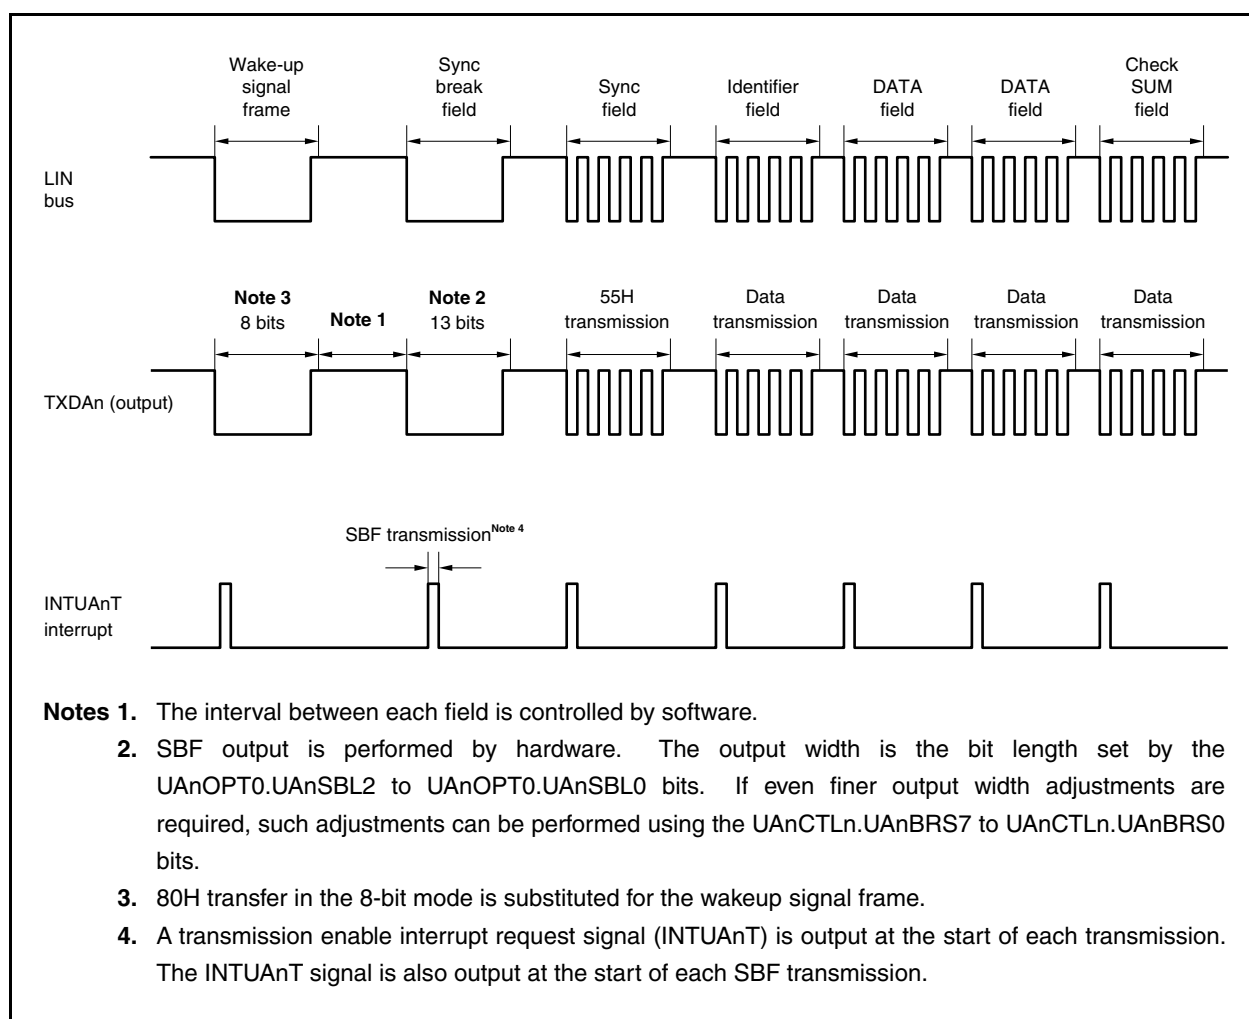 Wake-up
signal
frame
Sync
break
field
Sync
field
Identifier
field
DATA
field
DATA
field
Check
SUM
field
LIN
bus
Note 3
8 bits
Note 1
Note 2
13 bits
55H
transmission
Data
transmission
Data
transmission
Data
transmission
Data
transmission
TXDAn (output)
SBF transmission Note 4
INTUAnT
interrupt
Notes 1. The interval between each field is controlled by software.
2. SBF output is performed by hardware. The output width is the bit length set by the
UAnOPT0.UAnSBL2 to UAnOPT0.UAnSBL0 bits. If even finer output width adjustments are
required, such adjustments can be performed using the UAnCTLn.UAnBRS7 to UAnCTLn.UAnBRS0
bits.
3. 80H transfer in the 8-bit mode is substituted for the wakeup signal frame.
4. A transmission enable interrupt request signal (INTUAnT) is output at the start of each transmission.
The INTUAnT signal is also output at the start of each SBF transmission.